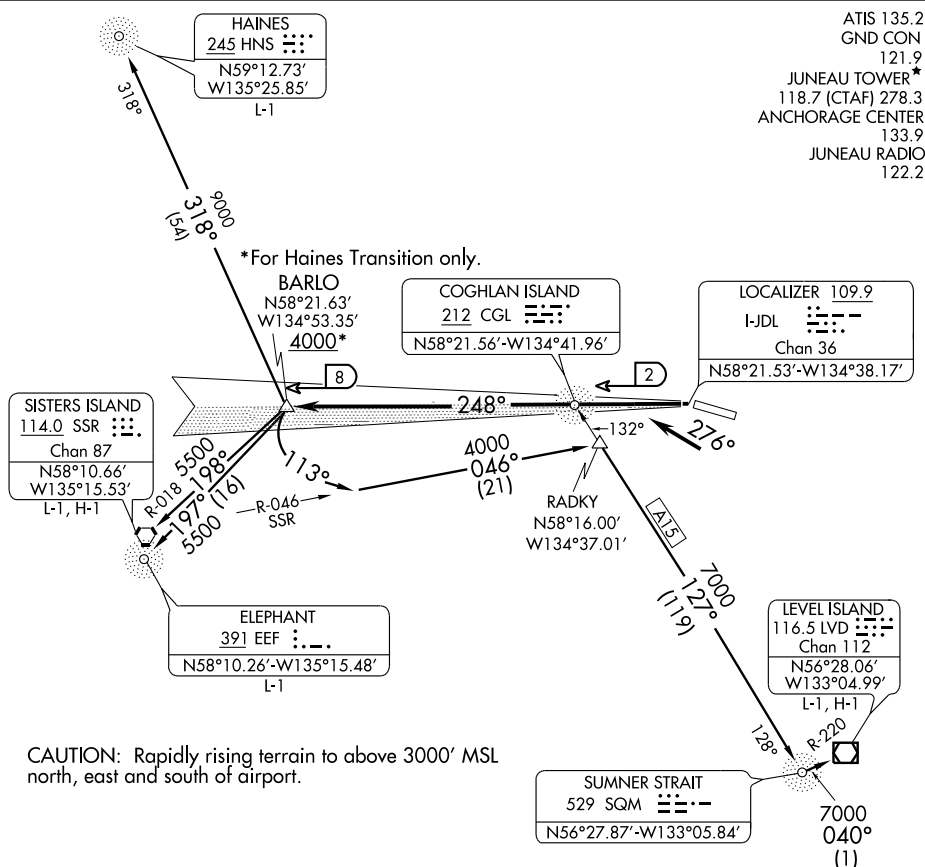 ATIS 135.2
GND CON
121.9
JUNEAU TOWER★
118.7 (CTAF) 278.3
ANCHORAGE CENTER
133.9
JUNEAU RADIO
122.2
HAINES
245 HNS
N59°12.73′
W135°25.85′
L-1
318°
9000
318°
(54)
*For Haines Transition only.
BARLO
N58°21.63′
W134°53.35′
4000*
COGHLAN ISLAND
212 CGL
N58°21.56′-W134°41.96′
LOCALIZER 109.9
I-JDL
Chan 36
N58°21.53′-W134°38.17′
8
2
248°
276°
132°
SISTERS ISLAND
114.0 SSR
Chan 87
N58°10.66′
W135°15.53′
L-1, H-1
R-018
5500
198°
(16)
197°
5500
113°
R-046
SSR
4000
046°
(21)
RADKY
N58°16.00′
W134°37.01′
A15
7000
127°
(119)
ELEPHANT
391 EEF
N58°10.26′-W135°15.48′
L-1
LEVEL ISLAND
116.5 LVD
Chan 112
N56°28.06′
W133°04.99′
L-1, H-1
R-220
128°
CAUTION: Rapidly rising terrain to above 3000′ MSL
north, east and south of airport.
SUMNER STRAIT
529 SQM
N56°27.87′-W133°05.84′
7000
040°
(1)